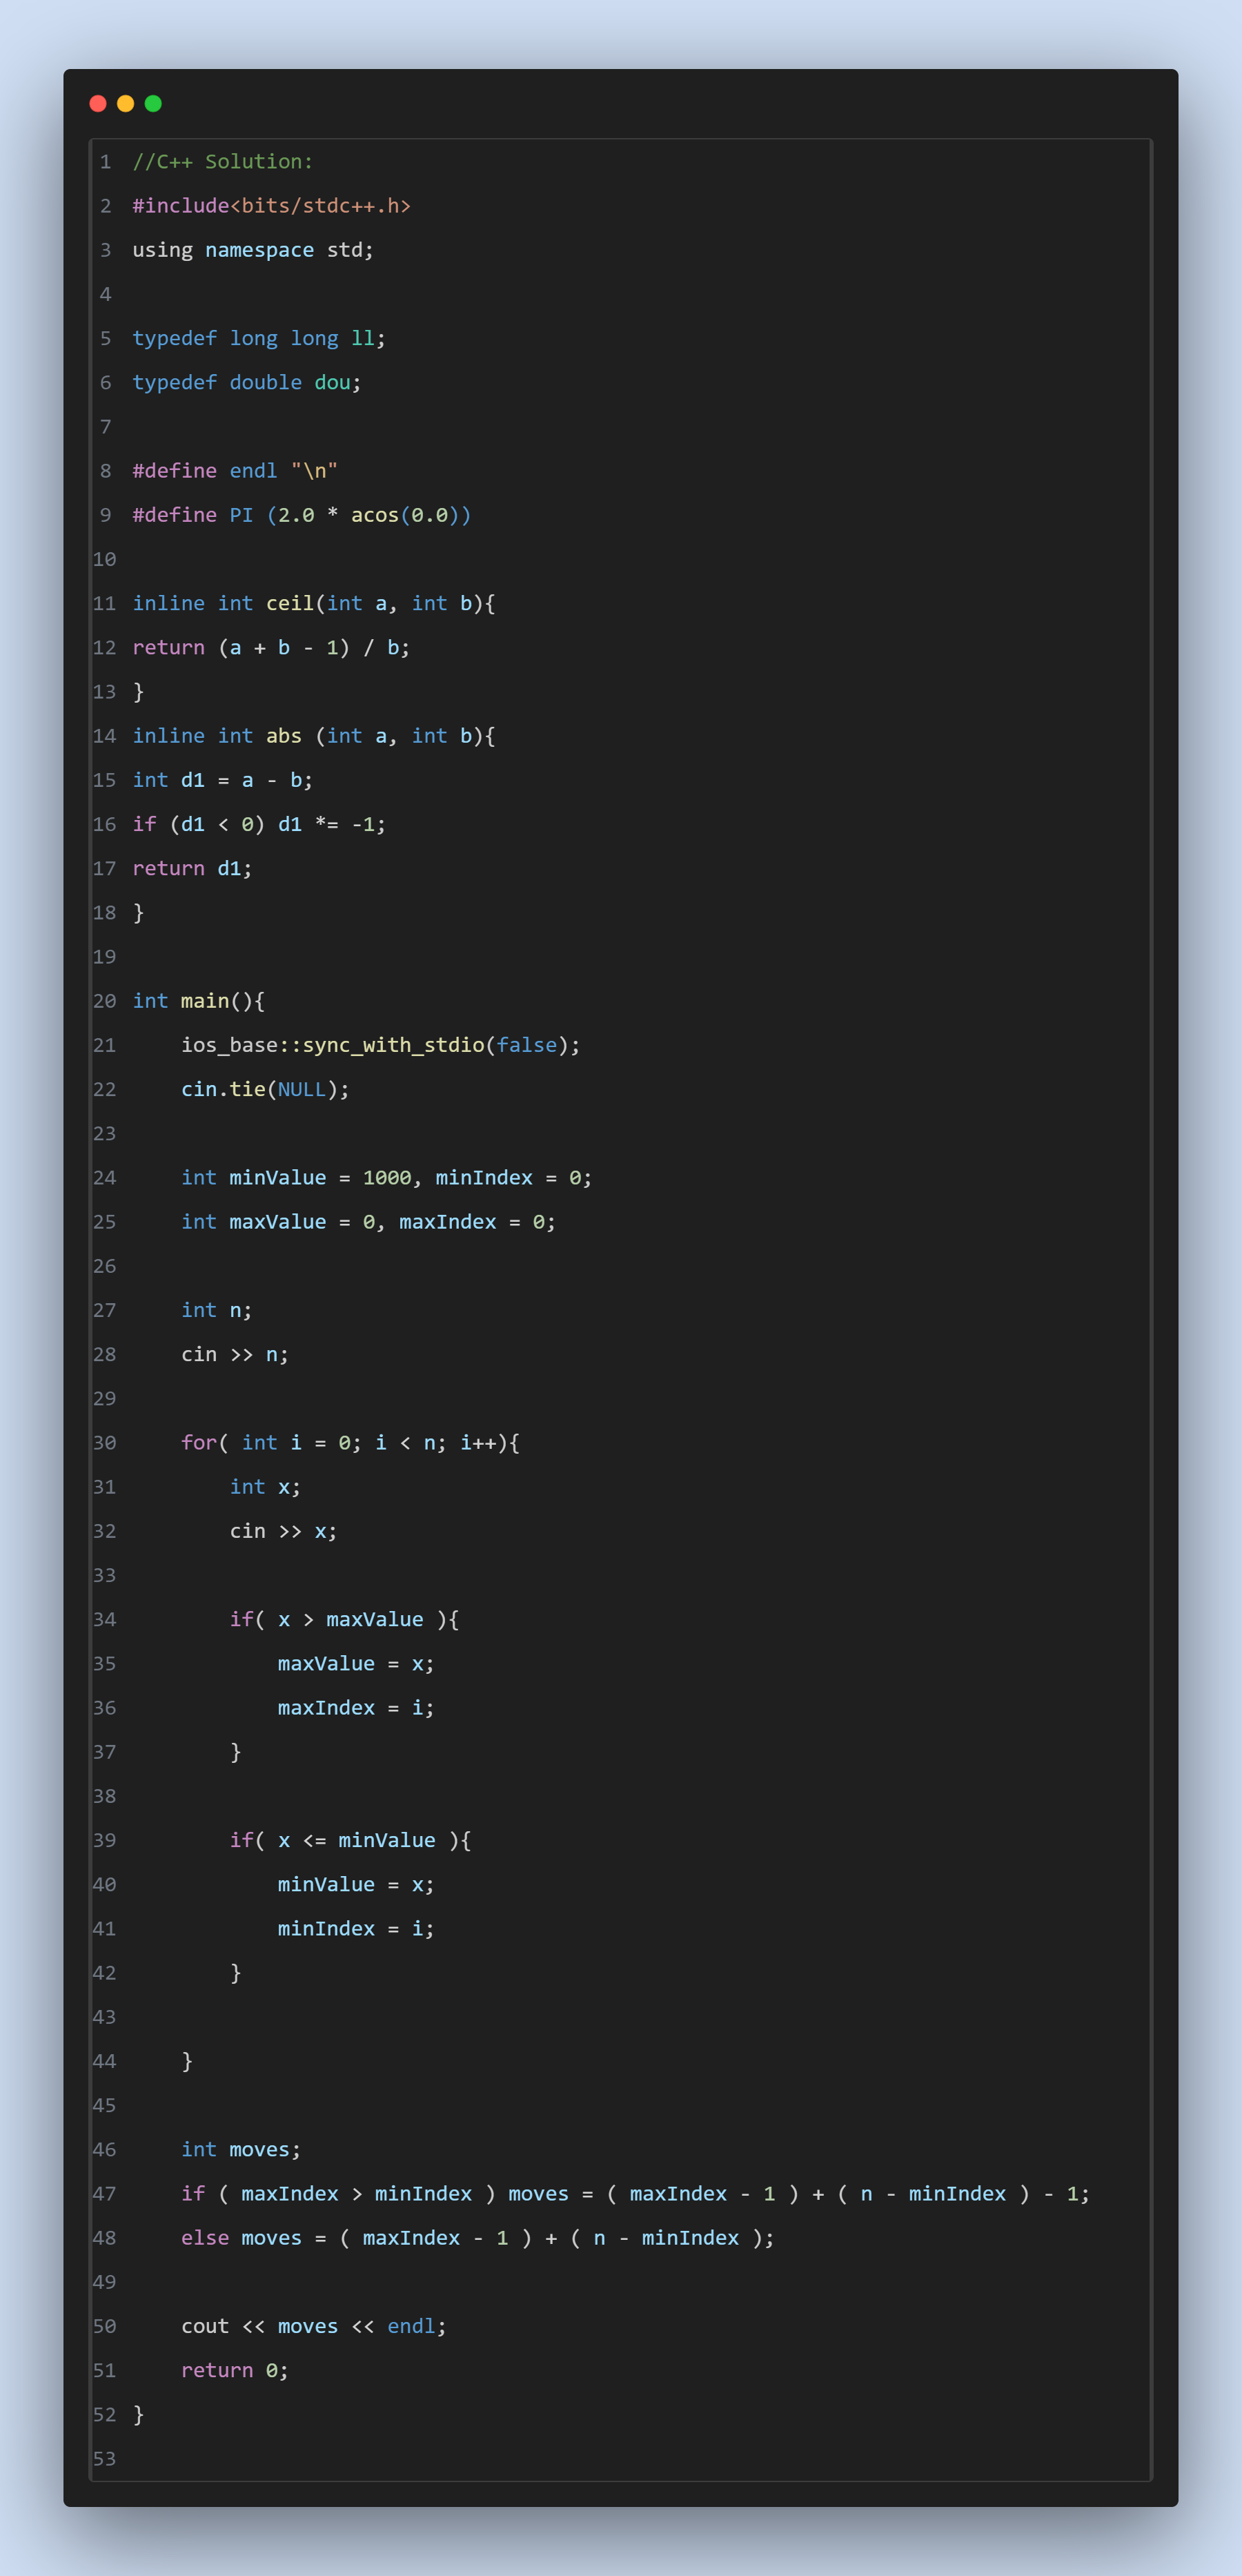 1 //C++ Solution:
2 #include<bits/stdc++.h>
3 using namespace std;
4
5 typedef long long ll;
6 typedef double dou;
7
8 #define endl "\n"
9 #define PI (2.0 * acos(0.0))
10
11 inline int ceil(int a, int b){
12 return (a + b - 1) / b;
13 }
14 inline int abs (int a, int b){
15 int d1 = a - b;
16 if (d1 < 0) d1 *= -1;
17 return d1;
18 }
19
20 int main(){
21     ios_base::sync_with_stdio(false);
22     cin.tie(NULL);
23
24     int minValue = 1000, minIndex = 0;
25     int maxValue = 0, maxIndex = 0;
26
27     int n;
28     cin >> n;
29
30     for( int i = 0; i < n; i++){
31         int x;
32         cin >> x;
33
34         if( x > maxValue ){
35             maxValue = x;
36             maxIndex = i;
37         }
38
39         if( x <= minValue ){
40             minValue = x;
41             minIndex = i;
42         }
43
44     }
45
46     int moves;
47     if ( maxIndex > minIndex ) moves = ( maxIndex - 1 ) + ( n - minIndex ) - 1;
48     else moves = ( maxIndex - 1 ) + ( n - minIndex );
49
50     cout << moves << endl;
51     return 0;
52 }
53